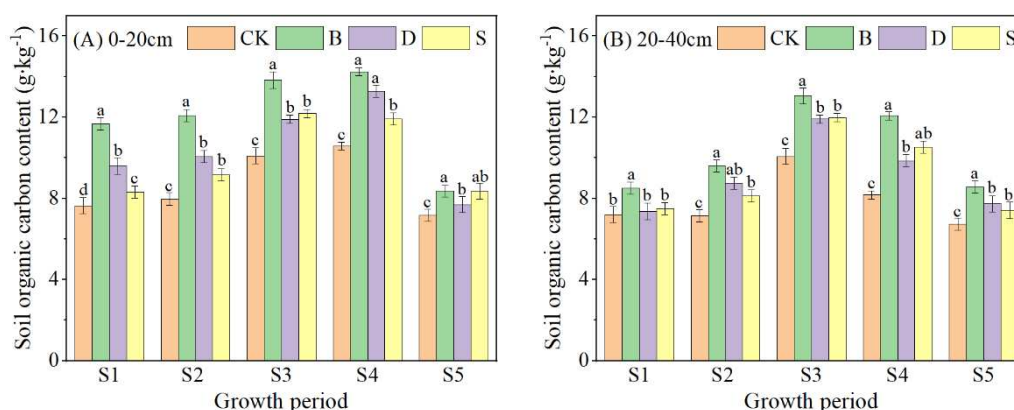 (A) 0-20cm CK B D S
Soil organic carbon content (g·kg⁻¹)
16
12
8
4
0
a
b
c
d
a
b
b
c
a
b
b
c
a
a
b
c
a
b
ab
c
S1 S2 S3 S4 S5
Growth period
(B) 20-40cm CK B D S
Soil organic carbon content (g·kg⁻¹)
16
12
8
4
0
b
a
b
b
c
a
ab
b
c
a
b
b
c
a
b
ab
c
a
b
b
S1 S2 S3 S4 S5
Growth period